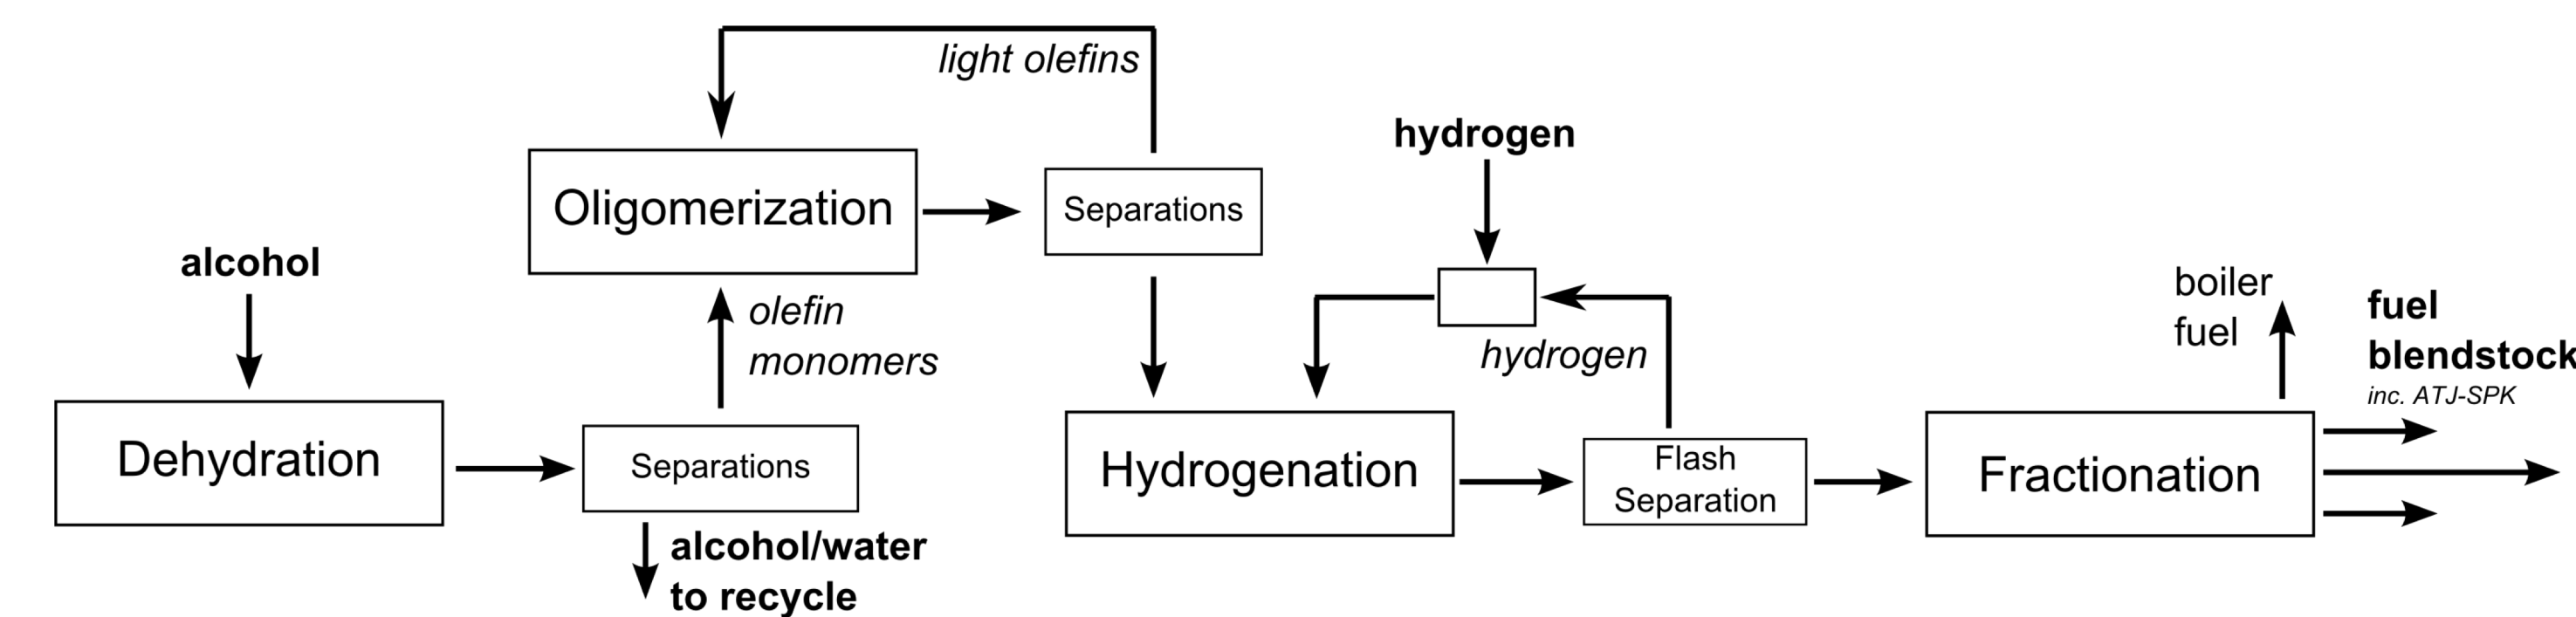 alcohol
Dehydration
Separations
alcohol/water
to recycle
olefin
monomers
Oligomerization
light olefins
Separations
hydrogen
hydrogen
Hydrogenation
Flash
Separation
Fractionation
boiler
fuel
fuel
blendstock
inc. ATJ-SPK